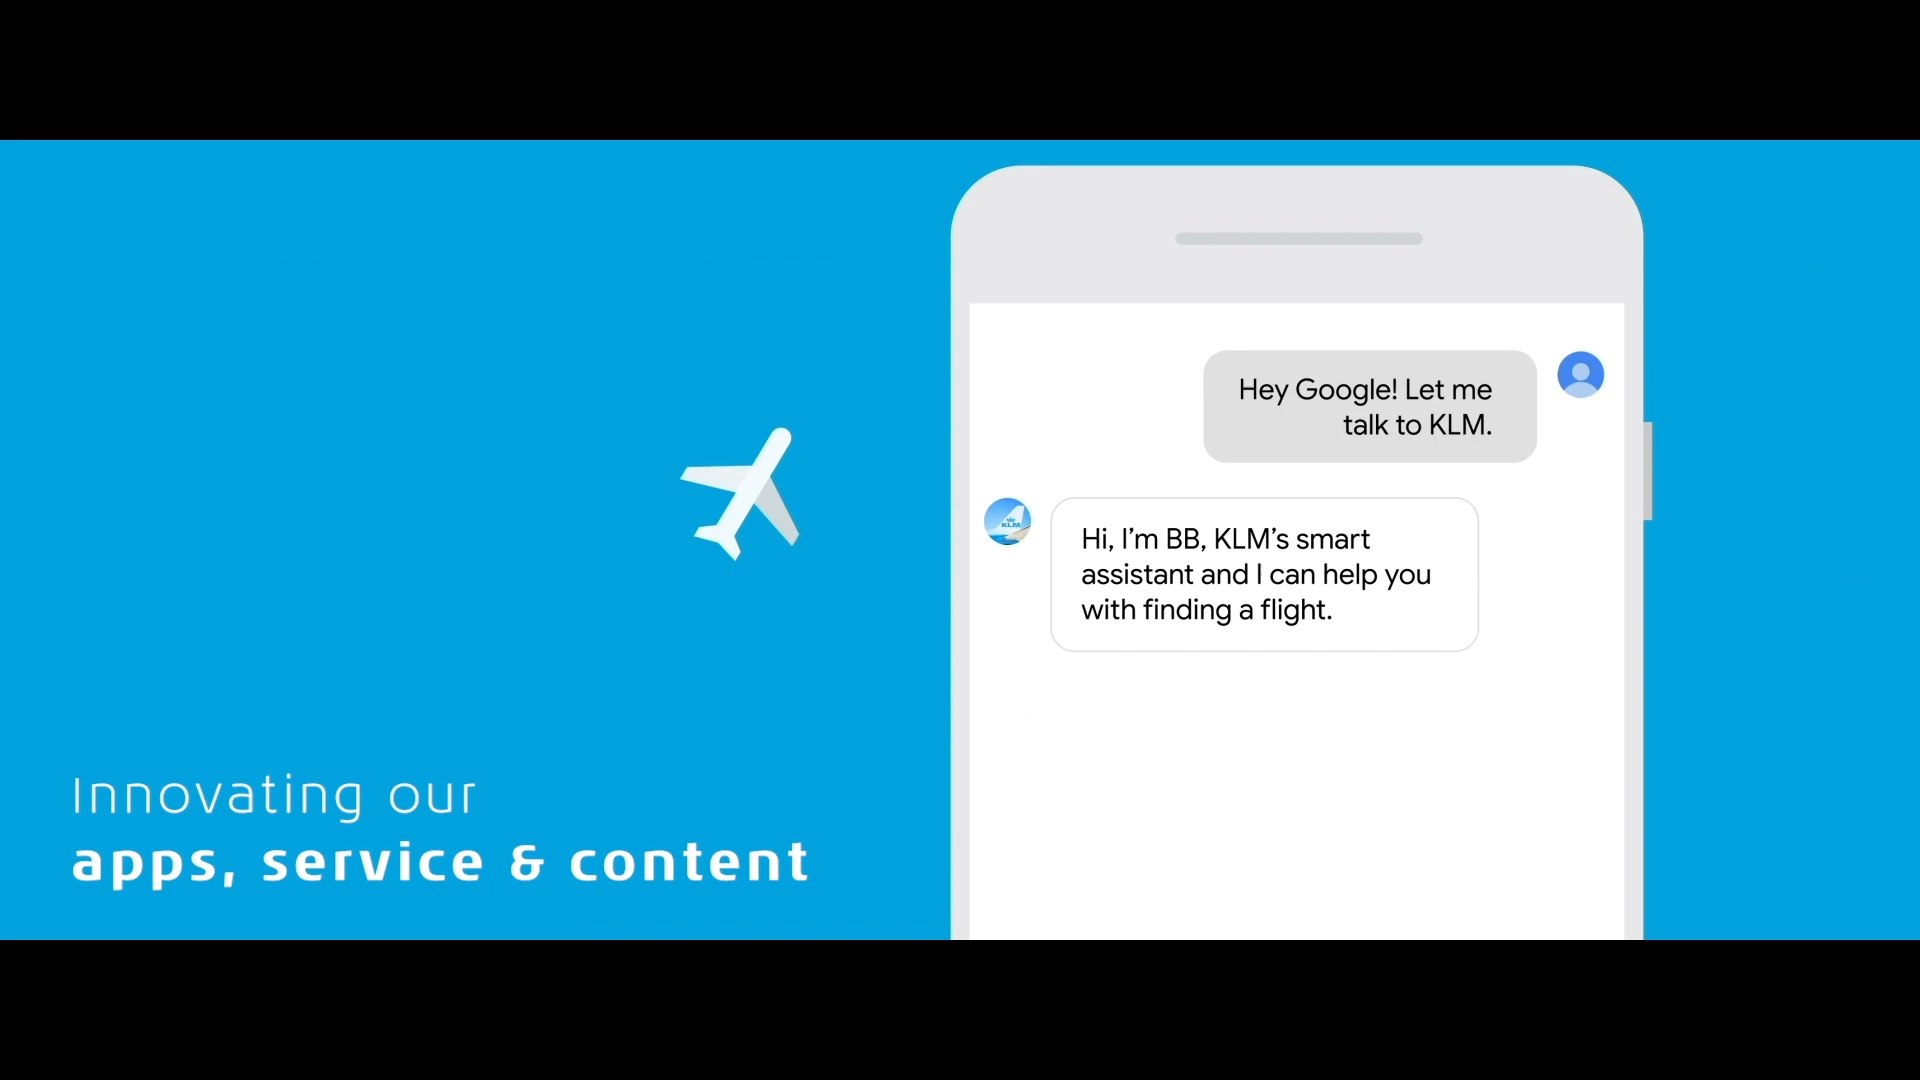 Hey Google! Let me
talk to KLM.
KLM
Hi, I’m BB, KLM’s smart
assistant and I can help you
with finding a flight.
Innovating our
apps, service & content